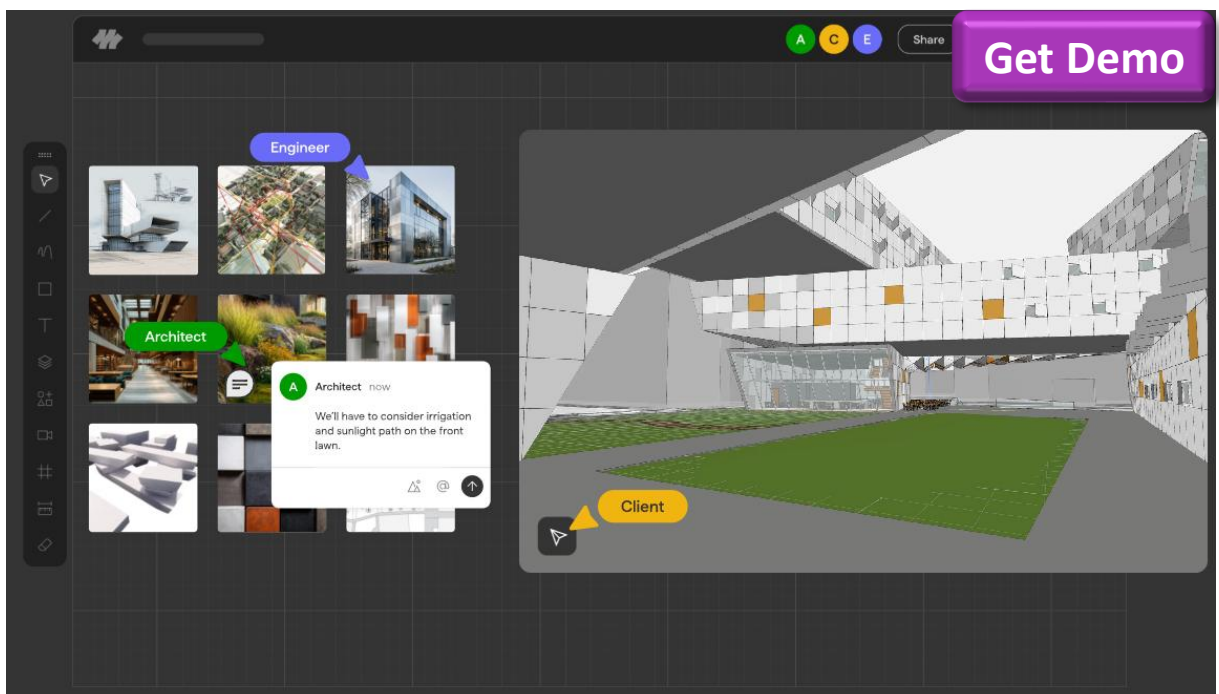 A C E
Share
Get Demo
Engineer
Architect
A
Architect now
We'll have to consider irrigation
and sunlight path on the front
lawn.
@
Client